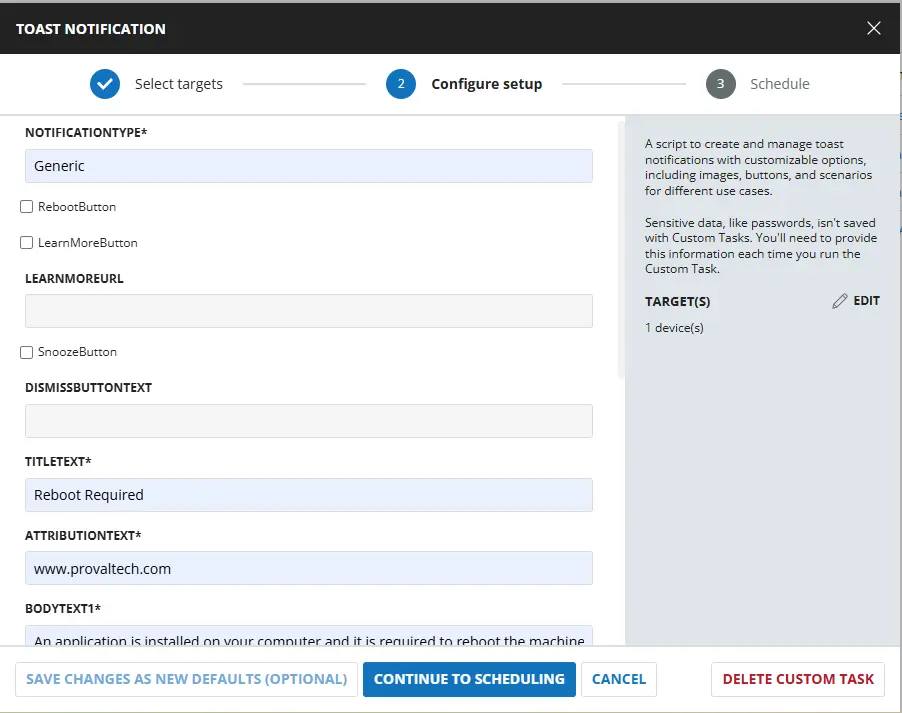 TOAST NOTIFICATION
Select targets
2
Configure setup
3
Schedule
NOTIFICATIONTYPE*
Generic
RebootButton
LearnMoreButton
LEARNMOREURL
SnoozeButton
DISMISSBUTTONTEXT
TITLETEXT*
Reboot Required
ATTRIBUTIONTEXT*
www.provaltech.com
BODYTEXT1*
An application is installed on your computer and it is required to reboot the machine
A script to create and manage toast
notifications with customizable options,
including images, buttons, and scenarios
for different use cases.
Sensitive data, like passwords, isn't saved
with Custom Tasks. You'll need to provide
this information each time you run the
Custom Task.
TARGET(S)
EDIT
1 device(s)
SAVE CHANGES AS NEW DEFAULTS (OPTIONAL)
CONTINUE TO SCHEDULING
CANCEL
DELETE CUSTOM TASK